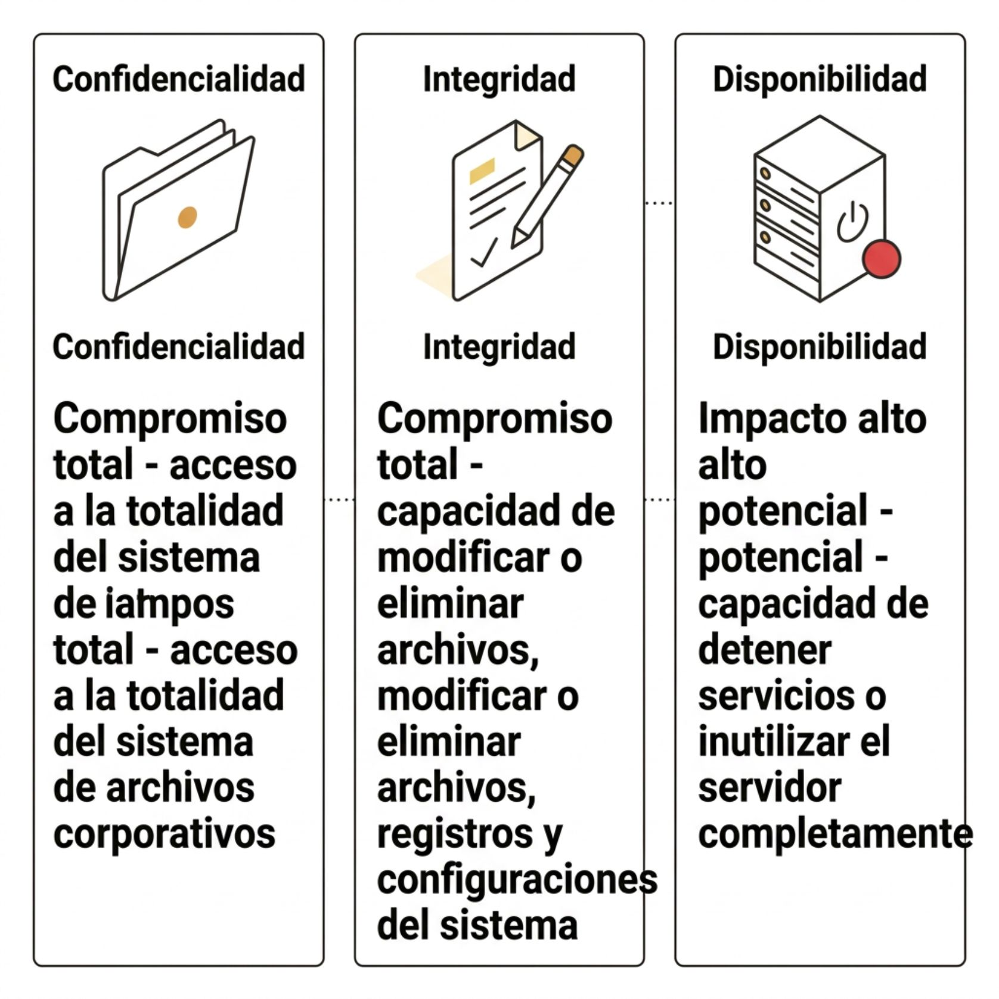 Confidencialidad
Confidencialidad
Compromiso
total - acceso
a la totalidad
del sistema
de
total - acceso
a la totalidad
del sistema
de archivos
corporativos
Integridad
Integridad
Compromiso
total -
capacidad de
modificar o
eliminar
archivos,
modificar o
eliminar
archivos,
registros y
configuraciones
del sistema
Disponibilidad
Disponibilidad
Impacto alto
alto
potencial -
potencial -
capacidad de
detener
servicios o
inutilizar el
servidor
completamente